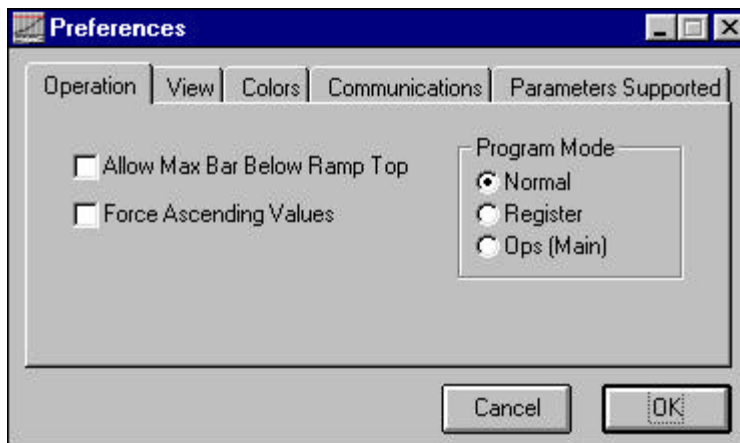 Preferences
Operation View Colors Communications Parameters Supported
Allow Max Bar Below Ramp Top
Force Ascending Values
Program Mode
Normal
Register
Ops (Main)
Cancel OK